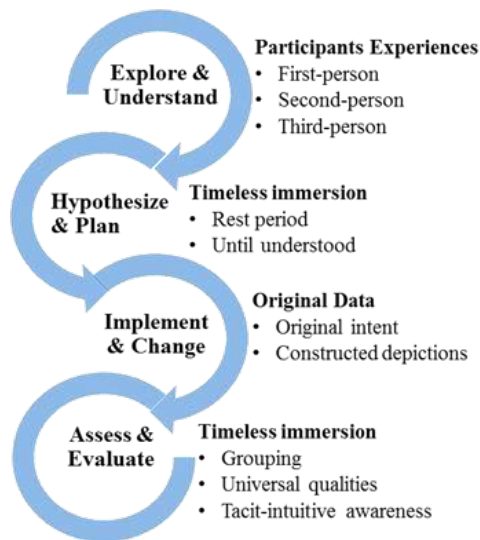 Explore &
Understand
Participants Experiences
• First-person
• Second-person
• Third-person
Hypothesize
& Plan
Timeless immersion
• Rest period
• Until understood
Implement
& Change
Original Data
• Original intent
• Constructed depictions
Assess &
Evaluate
Timeless immersion
• Grouping
• Universal qualities
• Tacit-intuitive awareness